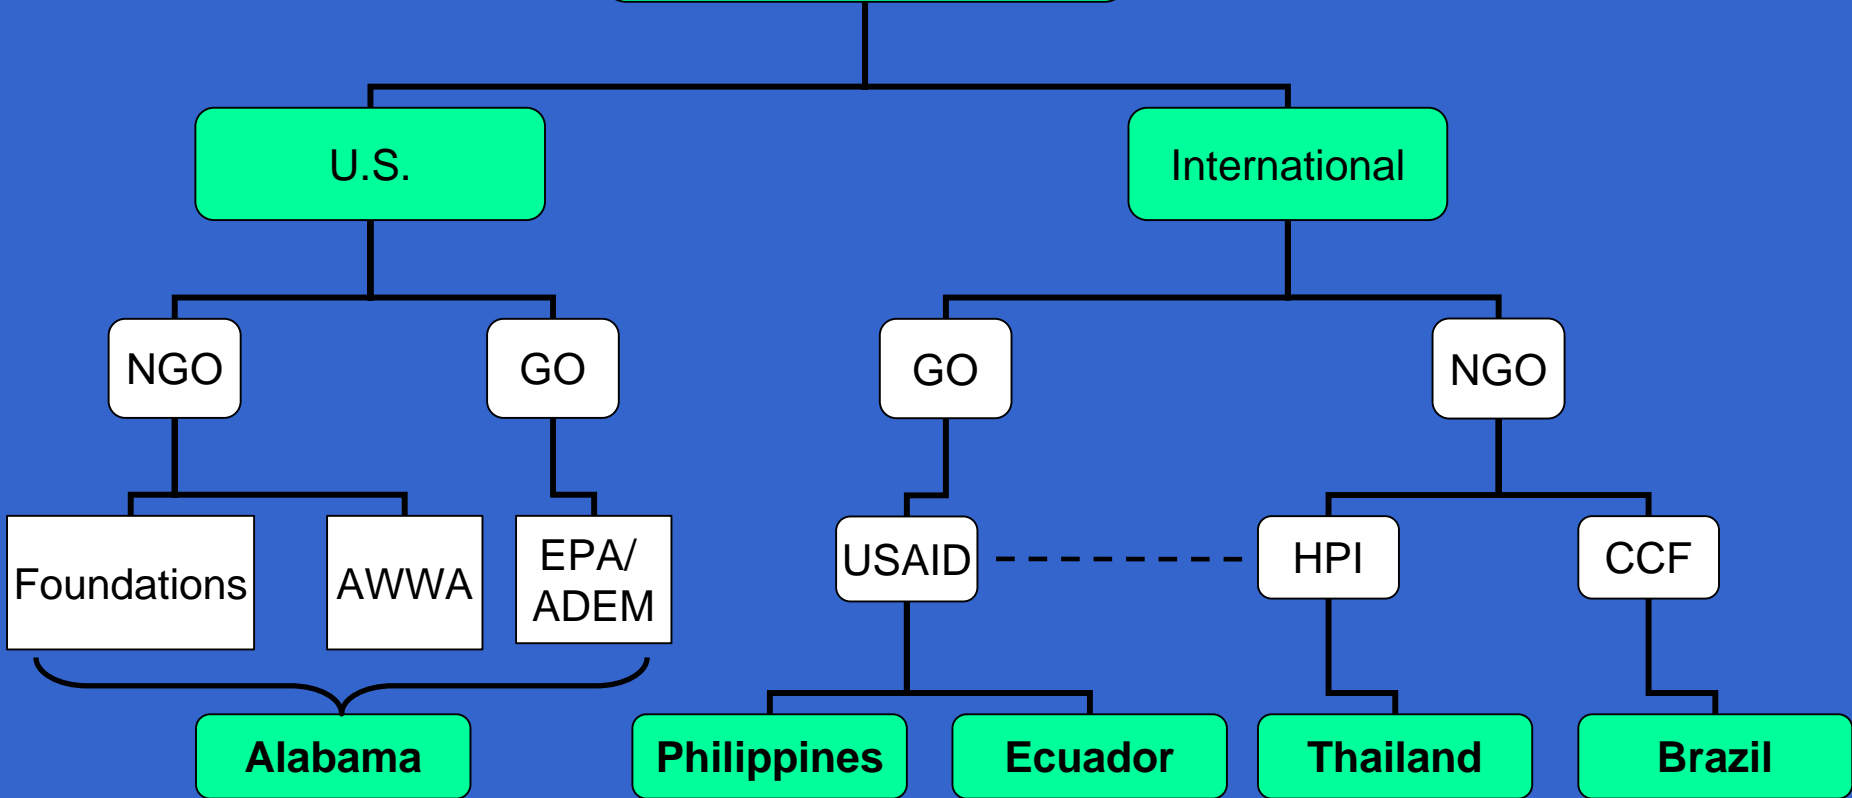 U.S.
International
NGO
GO
GO
NGO
Foundations
AWWA
EPA/
ADEM
USAID
HPI
CCF
Alabama
Philippines
Ecuador
Thailand
Brazil